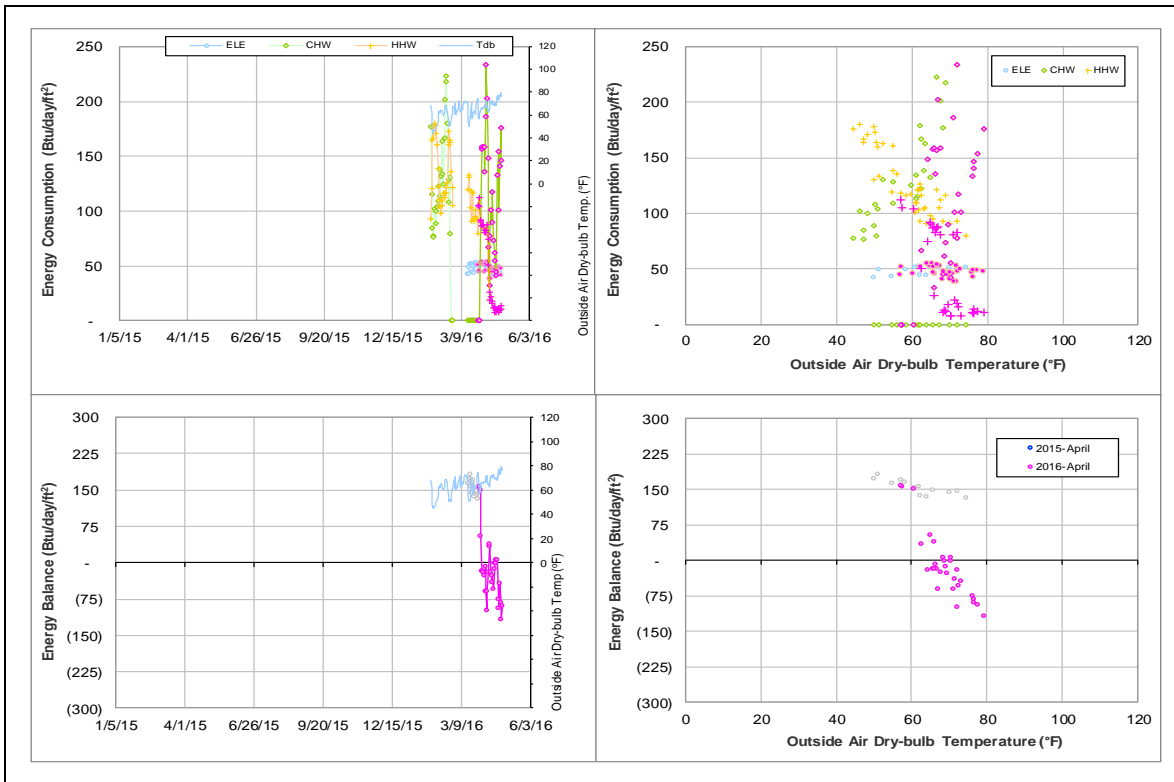 ELE CHW HHW Tdb
Energy Consumption (Btu/day/ft²)
250
200
150
100
50
-
120
100
80
60
40
20
0
Outside Air Dry-bulb Temp. (°F)
1/5/15 4/1/15 6/26/15 9/20/15 12/15/15 3/9/16 6/3/16
ELE CHW HHW
Energy Consumption (Btu/day/ft²)
250
200
150
100
50
-
0 20 40 60 80 100 120
Outside Air Dry-bulb Temperature (°F)
Energy Balance (Btu/day/ft²)
300
225
150
75
-
(75)
(150)
(225)
(300)
120
100
80
60
40
20
0
Outside Air Dry-bulb Temp (°F)
1/5/15 4/1/15 6/26/15 9/20/15 12/15/15 3/9/16 6/3/16
2015-April
2016-April
Energy Balance (Btu/day/ft²)
300
225
150
75
-
(75)
(150)
(225)
(300)
0 20 40 60 80 100 120
Outside Air Dry-bulb Temperature (°F)